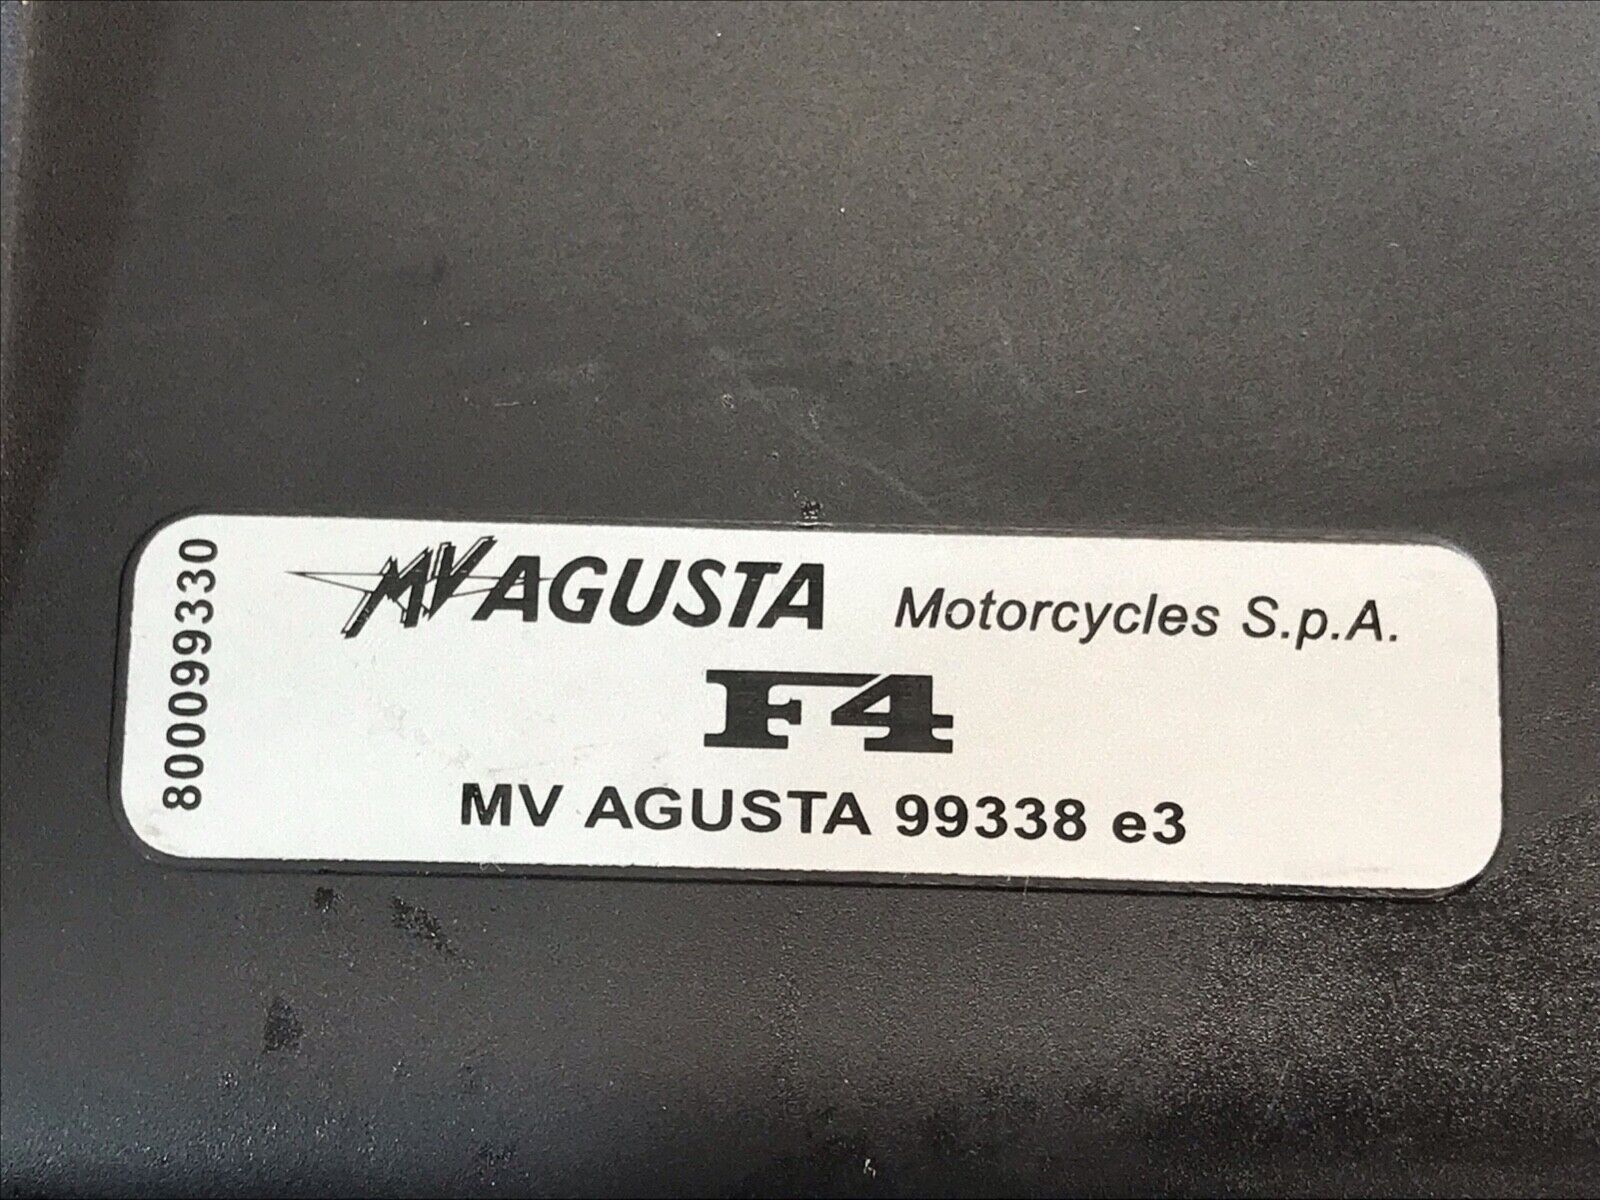 800099330
MV AGUSTA Motorcycles S.p.A.
F4
MV AGUSTA 99338 e3